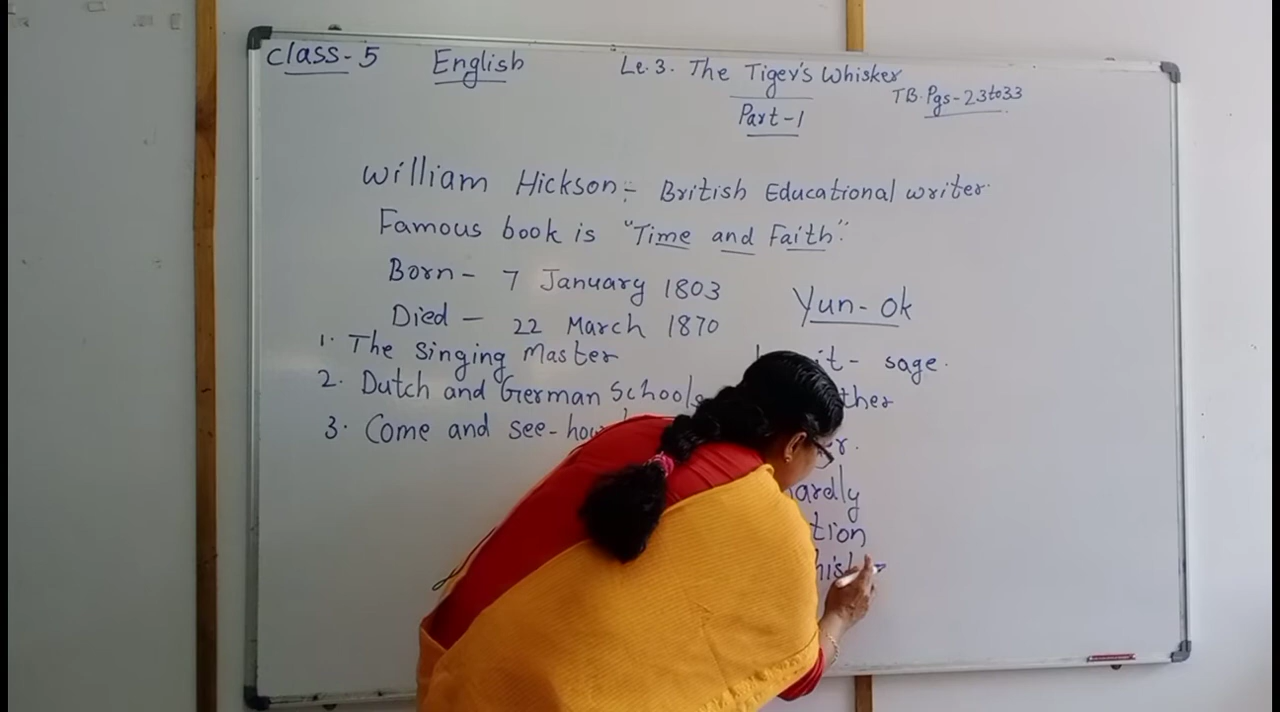 Class-5 English Le.3. The Tiger's Whisker
TB.Pgs-23to33
Part-1
William Hickson:- British Educational writer.
Famous book is "Time and Faith".
Born- 7 January 1803
Died- 22 March 1870
Yun-ok
1. The Singing Master
sage.
2. Dutch and German Schools
3. Come and see-how